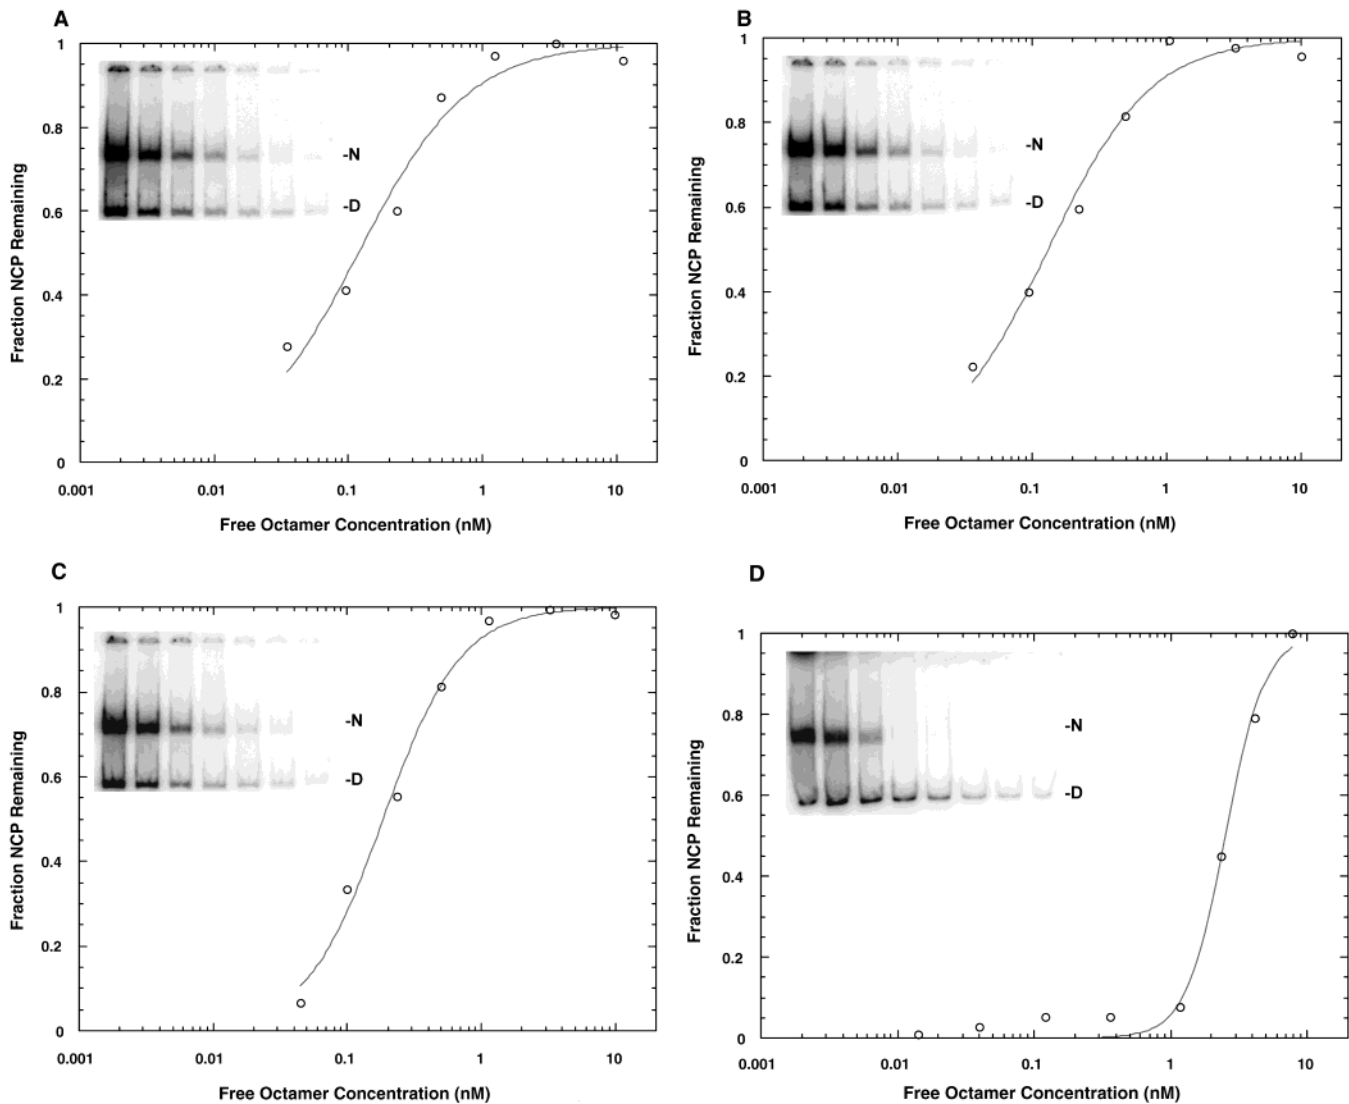 A
Fraction NCP Remaining
1
0.8
0.6
0.4
0.2
0
-N
-D
0.001
0.01
0.1
1
10
Free Octamer Concentration (nM)
B
Fraction NCP Remaining
1
0.8
0.6
0.4
0.2
0
-N
-D
0.001
0.01
0.1
1
10
Free Octamer Concentration (nM)
C
Fraction NCP Remaining
1
0.8
0.6
0.4
0.2
0
-N
-D
0.001
0.01
0.1
1
10
Free Octamer Concentration (nM)
D
Fraction NCP Remaining
1
0.8
0.6
0.4
0.2
0
-N
-D
0.001
0.01
0.1
1
10
Free Octamer Concentration (nM)